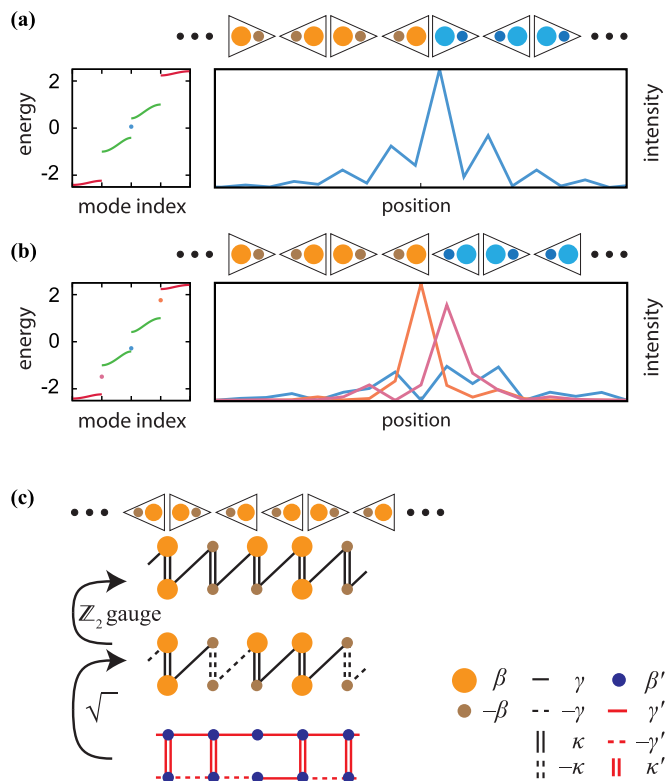 (a)
energy
2
0
-2
mode index
position
intensity
(b)
energy
2
0
-2
mode index
position
intensity
(c)
ℤ₂ gauge
√
β γ β′
−β −γ γ′
κ −γ′
−κ κ′